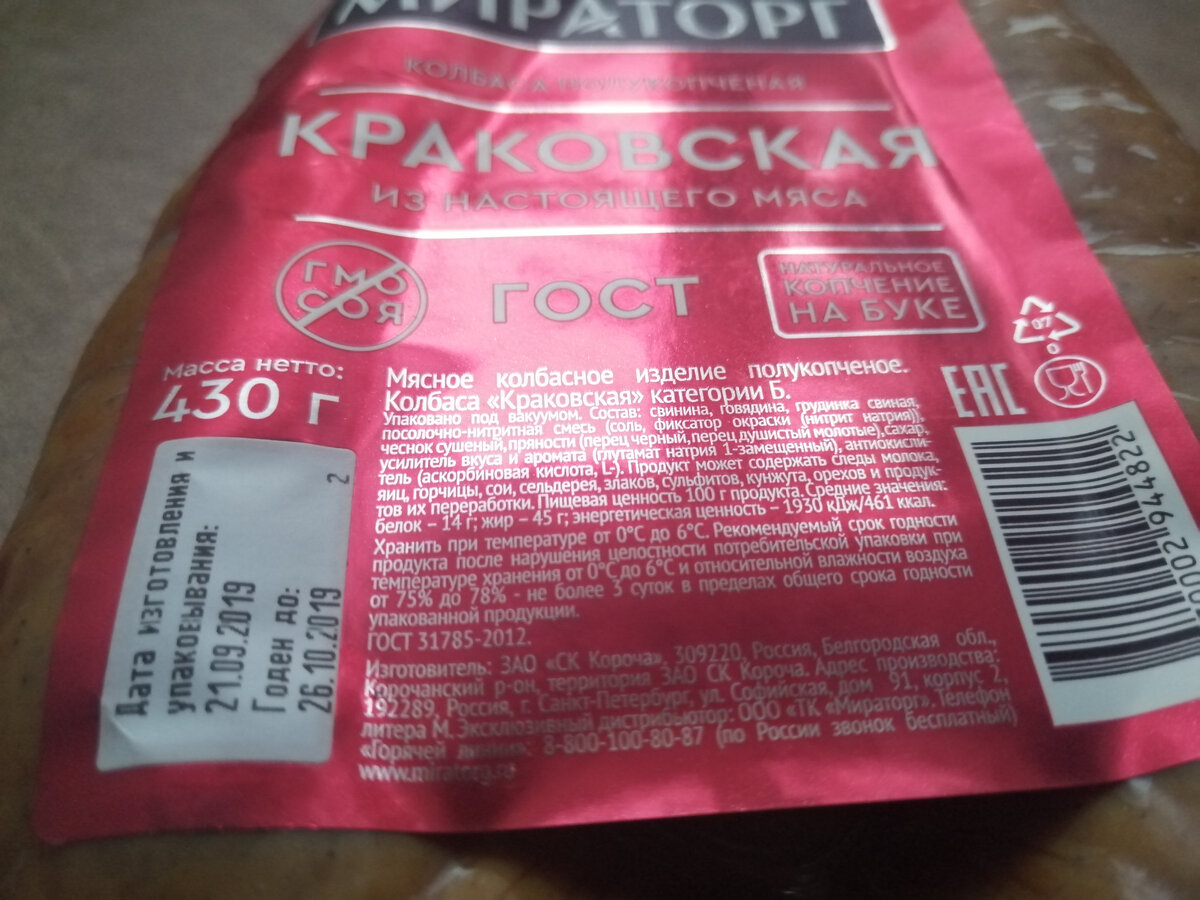 МИРАТОРГ
КОЛБАСА ПОЛУКОПЧЕНАЯ
КРАКОВСКАЯ
ИЗ НАСТОЯЩЕГО МЯСА
ГМО
СОЯ
ГОСТ
НАТУРАЛЬНОЕ
КОПЧЕНИЕ
НА БУКЕ
масса нетто:
430 г
Мясное колбасное изделие полукопченое.
Колбаса «Краковская» категории Б.
Упаковано под вакуумом. Состав: свинина, говядина, грудинка свиная,
посолочно-нитритная смесь (соль, фиксатор окраски (нитрит натрия)),
чеснок сушеный, пряности (перец черный, перец душистый молотые), сахар,
усилитель вкуса и аромата (глутамат натрия 1-замещенный), антиокисли-
тель (аскорбиновая кислота, L-). Продукт может содержать следы молока,
яиц, горчицы, сои, сельдерея, злаков, сульфитов, кунжута, орехов и продук-
тов их переработки. Пищевая ценность 100 г продукта. Средние значения:
белок – 14 г; жир – 45 г; энергетическая ценность – 1930 кДж/461 ккал.
Хранить при температуре от 0°С до 6°С. Рекомендуемый срок годности
продукта после нарушения целостности потребительской упаковки при
температуре хранения от 0°С до 6°С и относительной влажности воздуха
от 75% до 78% - не более 3 суток в пределах общего срока годности
упакованной продукции.
ГОСТ 31785-2012.
Изготовитель: ЗАО «СК Короча», 309220, Россия, Белгородская обл.,
Корочанский р-он, территория ЗАО СК Короча. Адрес производства:
192289, Россия, г. Санкт-Петербург, ул. Софийская, дом 91, корпус 2,
литера М. Эксклюзивный дистрибьютор: ООО «ТК «Мираторг». Телефон
«Горячей линии»: 8-800-100-80-87 (по России звонок бесплатный)
www.miratorg.ru
Дата изготовления и
упаковывания:
21.09.2019
Годен до:
26.10.2019
2
07
EAC
0002 944822